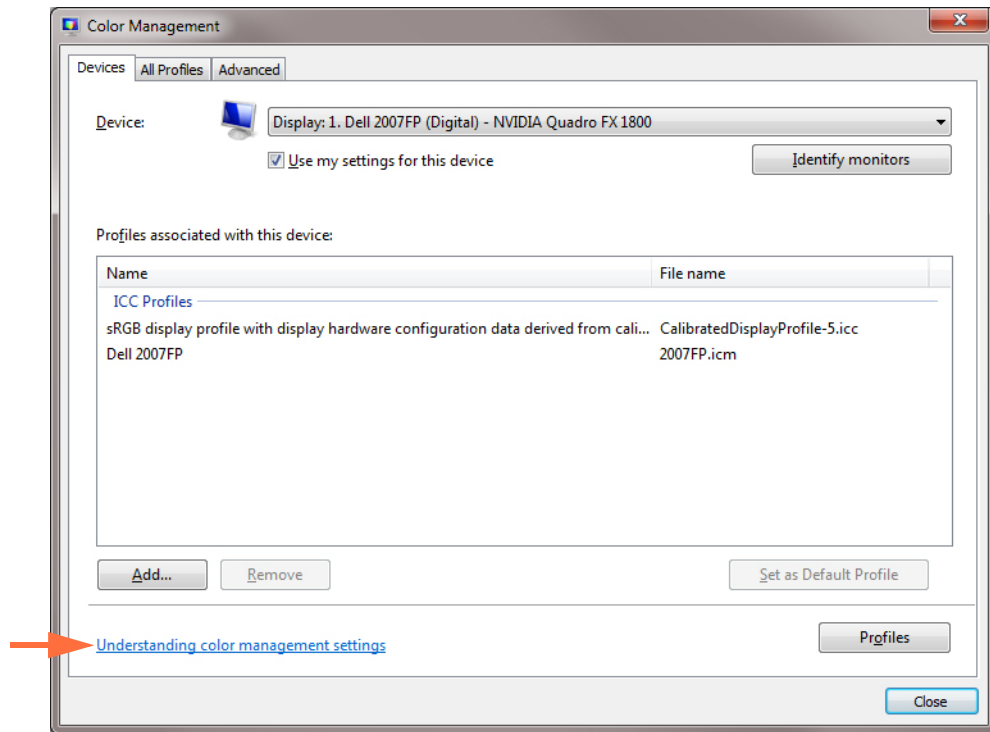 Color Management
Devices All Profiles Advanced
Device: Display: 1. Dell 2007FP (Digital) - NVIDIA Quadro FX 1800
Use my settings for this device Identify monitors
Profiles associated with this device:
Name File name
ICC Profiles
sRGB display profile with display hardware configuration data derived from cali... CalibratedDisplayProfile-5.icc
Dell 2007FP 2007FP.icm
Add... Remove Set as Default Profile
Understanding color management settings Profiles
Close